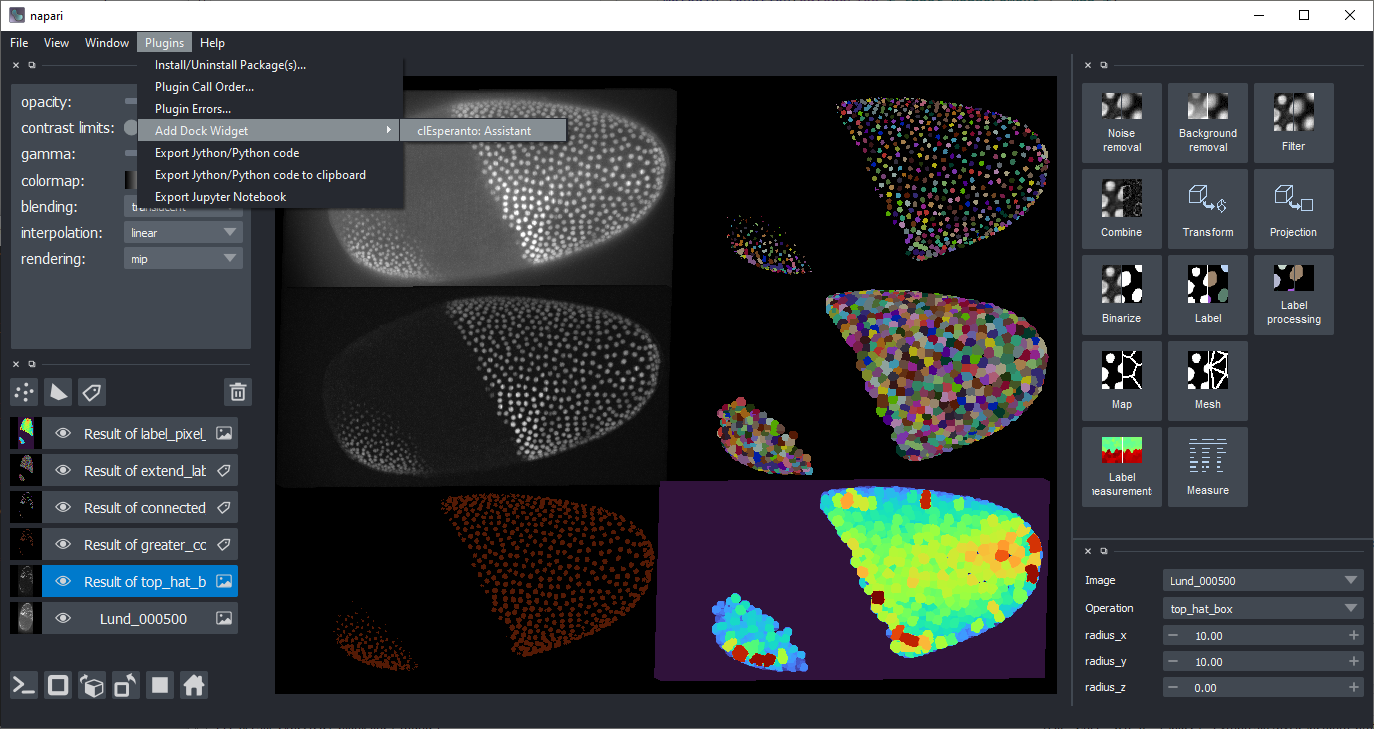 napari
File View Window Plugins Help
Install/Uninstall Package(s)...
Plugin Call Order...
Plugin Errors...
Add Dock Widget
clEsperanto: Assistant
Export Jython/Python code
Export Jython/Python code to clipboard
Export Jupyter Notebook
opacity:
contrast limits:
gamma:
colormap:
blending:
translucent
interpolation:
linear
rendering:
mip
Result of label_pixel_
Result of extend_lab
Result of connected
Result of greater_co
Result of top_hat_b
Lund_000500
Noise
removal
Background
removal
Filter
Combine
Transform
Projection
Binarize
Label
Label
processing
Map
Mesh
Label
measurement
Measure
Image
Lund_000500
Operation
top_hat_box
radius_x
10.00
radius_y
10.00
radius_z
0.00